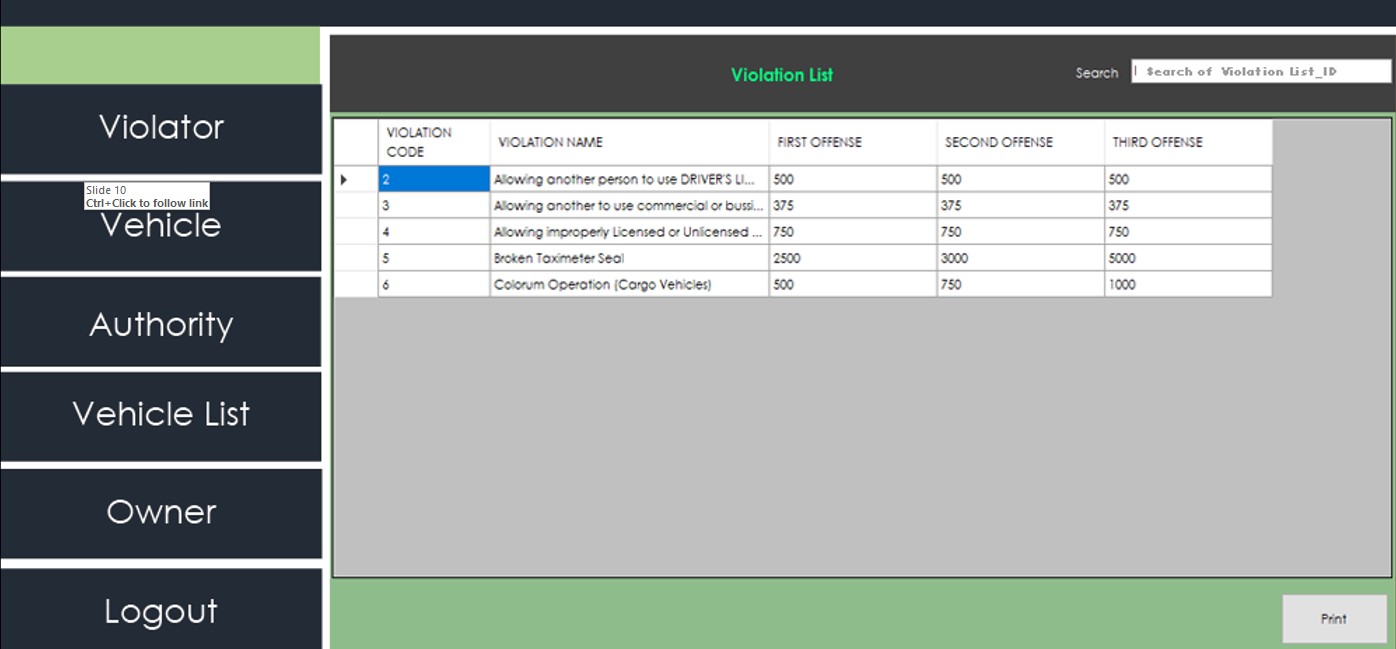 Violator
Slide 10
Ctrl+Click to follow link
Vehicle
Authority
Vehicle List
Owner
Logout
Violation List
Search
Search of Violation List_ID
VIOLATION CODE VIOLATION NAME FIRST OFFENSE SECOND OFFENSE THIRD OFFENSE
2 Allowing another person to use DRIVER'S LI... 500 500 500
3 Allowing another to use commercial or bussi... 375 375 375
4 Allowing improperly Licensed or Unlicensed ... 750 750 750
5 Broken Taximeter Seal 2500 3000 5000
6 Colorum Operation (Cargo Vehicles) 500 750 1000
Print